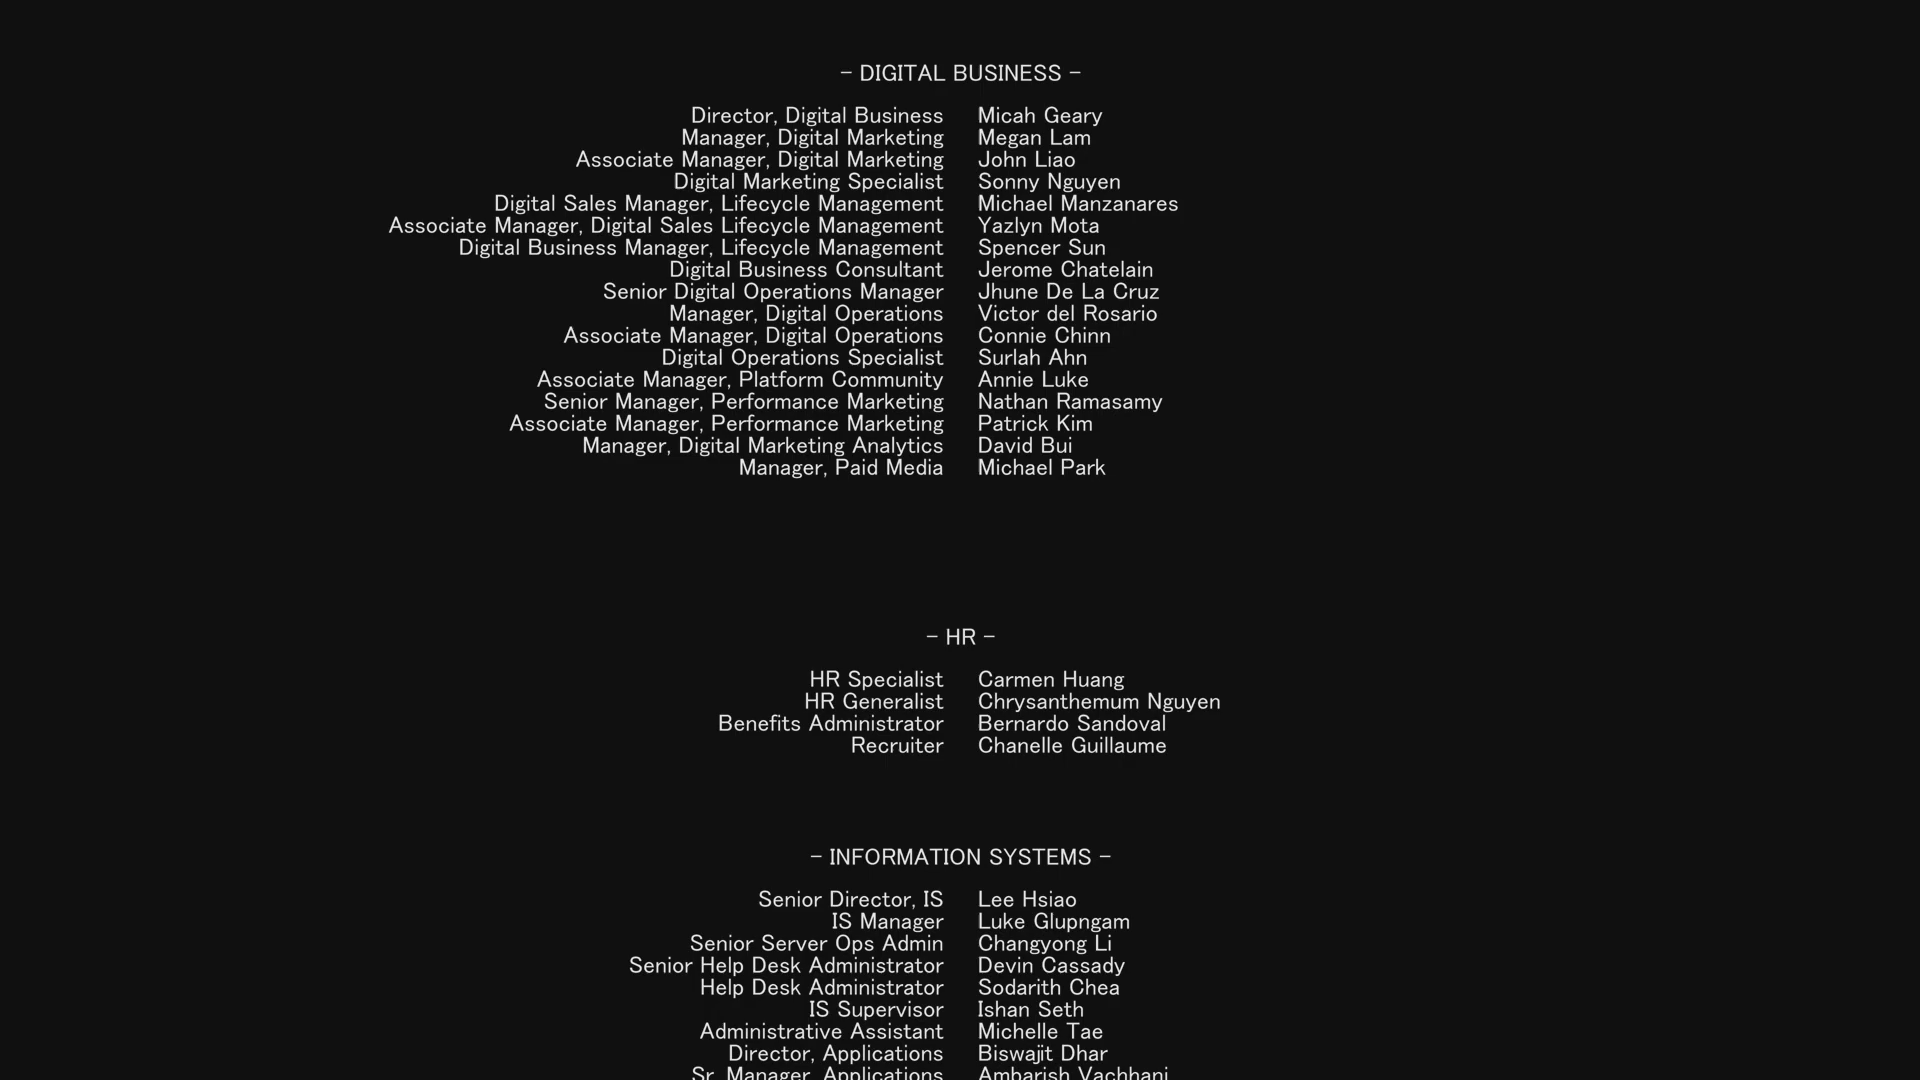 - DIGITAL BUSINESS -
Director, Digital Business Micah Geary
Manager, Digital Marketing Megan Lam
Associate Manager, Digital Marketing John Liao
Digital Marketing Specialist Sonny Nguyen
Digital Sales Manager, Lifecycle Management Michael Manzanares
Associate Manager, Digital Sales Lifecycle Management Yazlyn Mota
Digital Business Manager, Lifecycle Management Spencer Sun
Digital Business Consultant Jerome Chatelain
Senior Digital Operations Manager Jhune De La Cruz
Manager, Digital Operations Victor del Rosario
Associate Manager, Digital Operations Connie Chinn
Digital Operations Specialist Surlah Ahn
Associate Manager, Platform Community Annie Luke
Senior Manager, Performance Marketing Nathan Ramasamy
Associate Manager, Performance Marketing Patrick Kim
Manager, Digital Marketing Analytics David Bui
Manager, Paid Media Michael Park
- HR -
HR Specialist Carmen Huang
HR Generalist Chrysanthemum Nguyen
Benefits Administrator Bernardo Sandoval
Recruiter Chanelle Guillaume
- INFORMATION SYSTEMS -
Senior Director, IS Lee Hsiao
IS Manager Luke Glupngam
Senior Server Ops Admin Changyong Li
Senior Help Desk Administrator Devin Cassady
Help Desk Administrator Sodarith Chea
IS Supervisor Ishan Seth
Administrative Assistant Michelle Tae
Director, Applications Biswajit Dhar
Sr. Manager, Applications Ambarish Vachhani